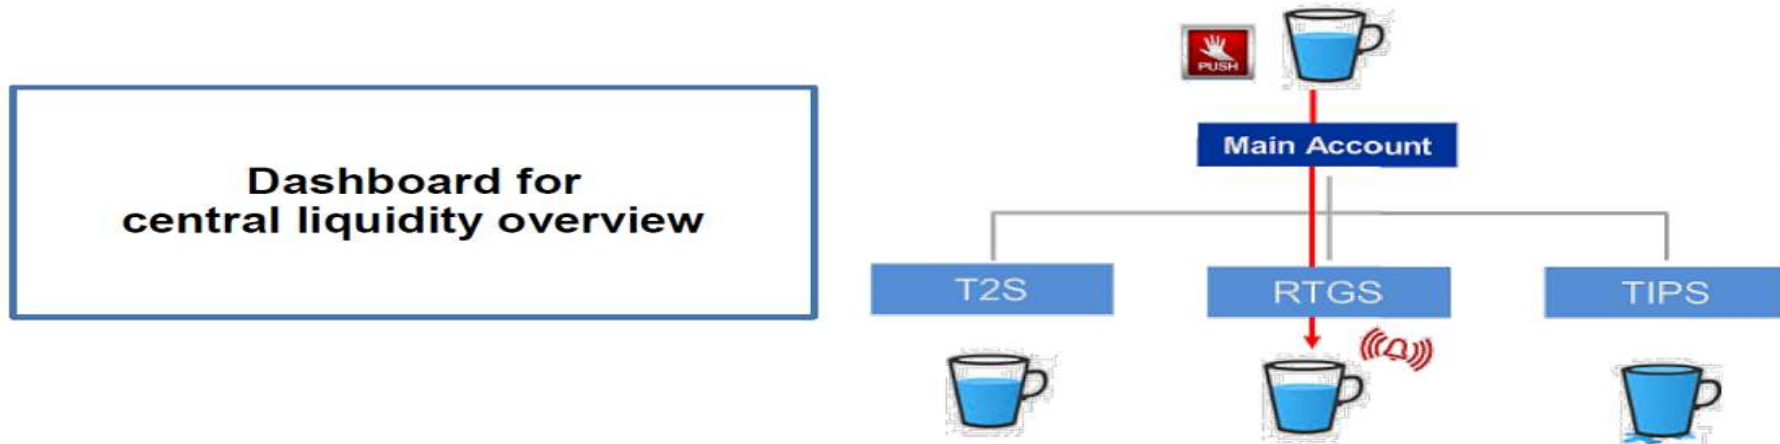 Dashboard for
central liquidity overview
PUSH
Main Account
T2S
RTGS
TIPS